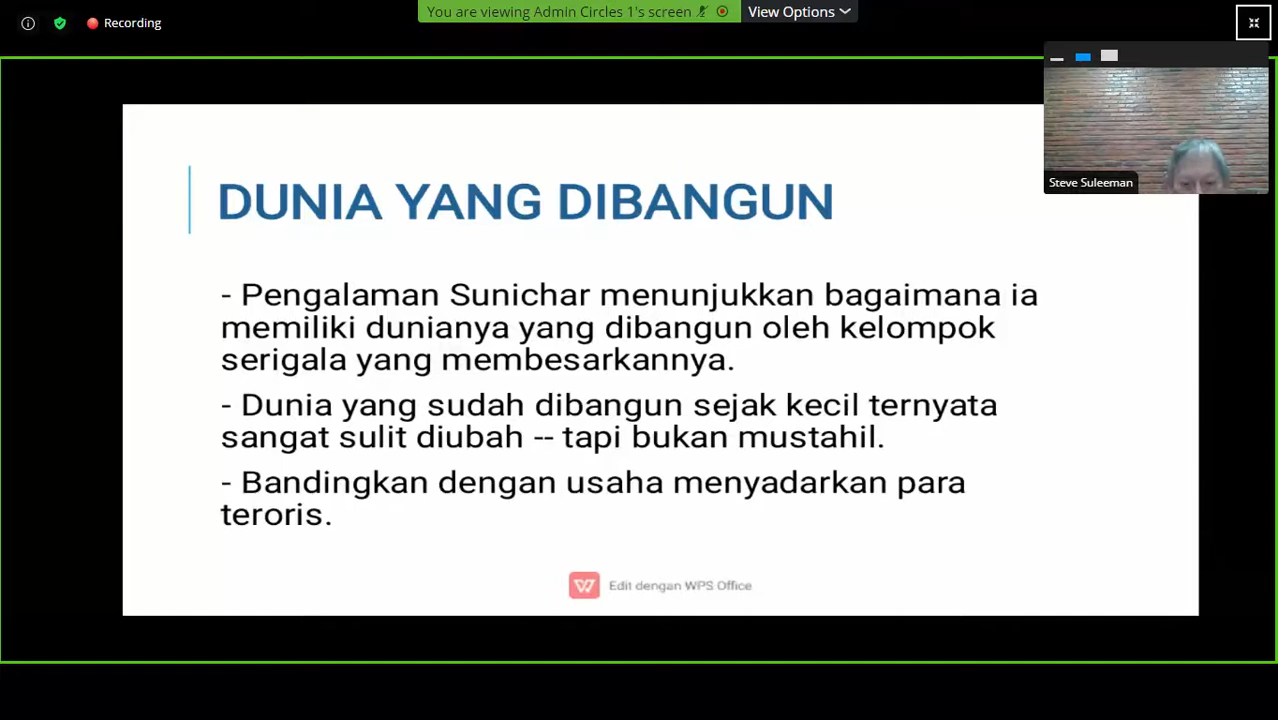 You are viewing Admin Circles 1's screen
View Options
Recording
Steve Suleeman
DUNIA YANG DIBANGUN
- Pengalaman Sunichar menunjukkan bagaimana ia
memiliki dunianya yang dibangun oleh kelompok
serigala yang membesarkannya.
- Dunia yang sudah dibangun sejak kecil ternyata
sangat sulit diubah -- tapi bukan mustahil.
- Bandingkan dengan usaha menyadarkan para
teroris.
Edit dengan WPS Office